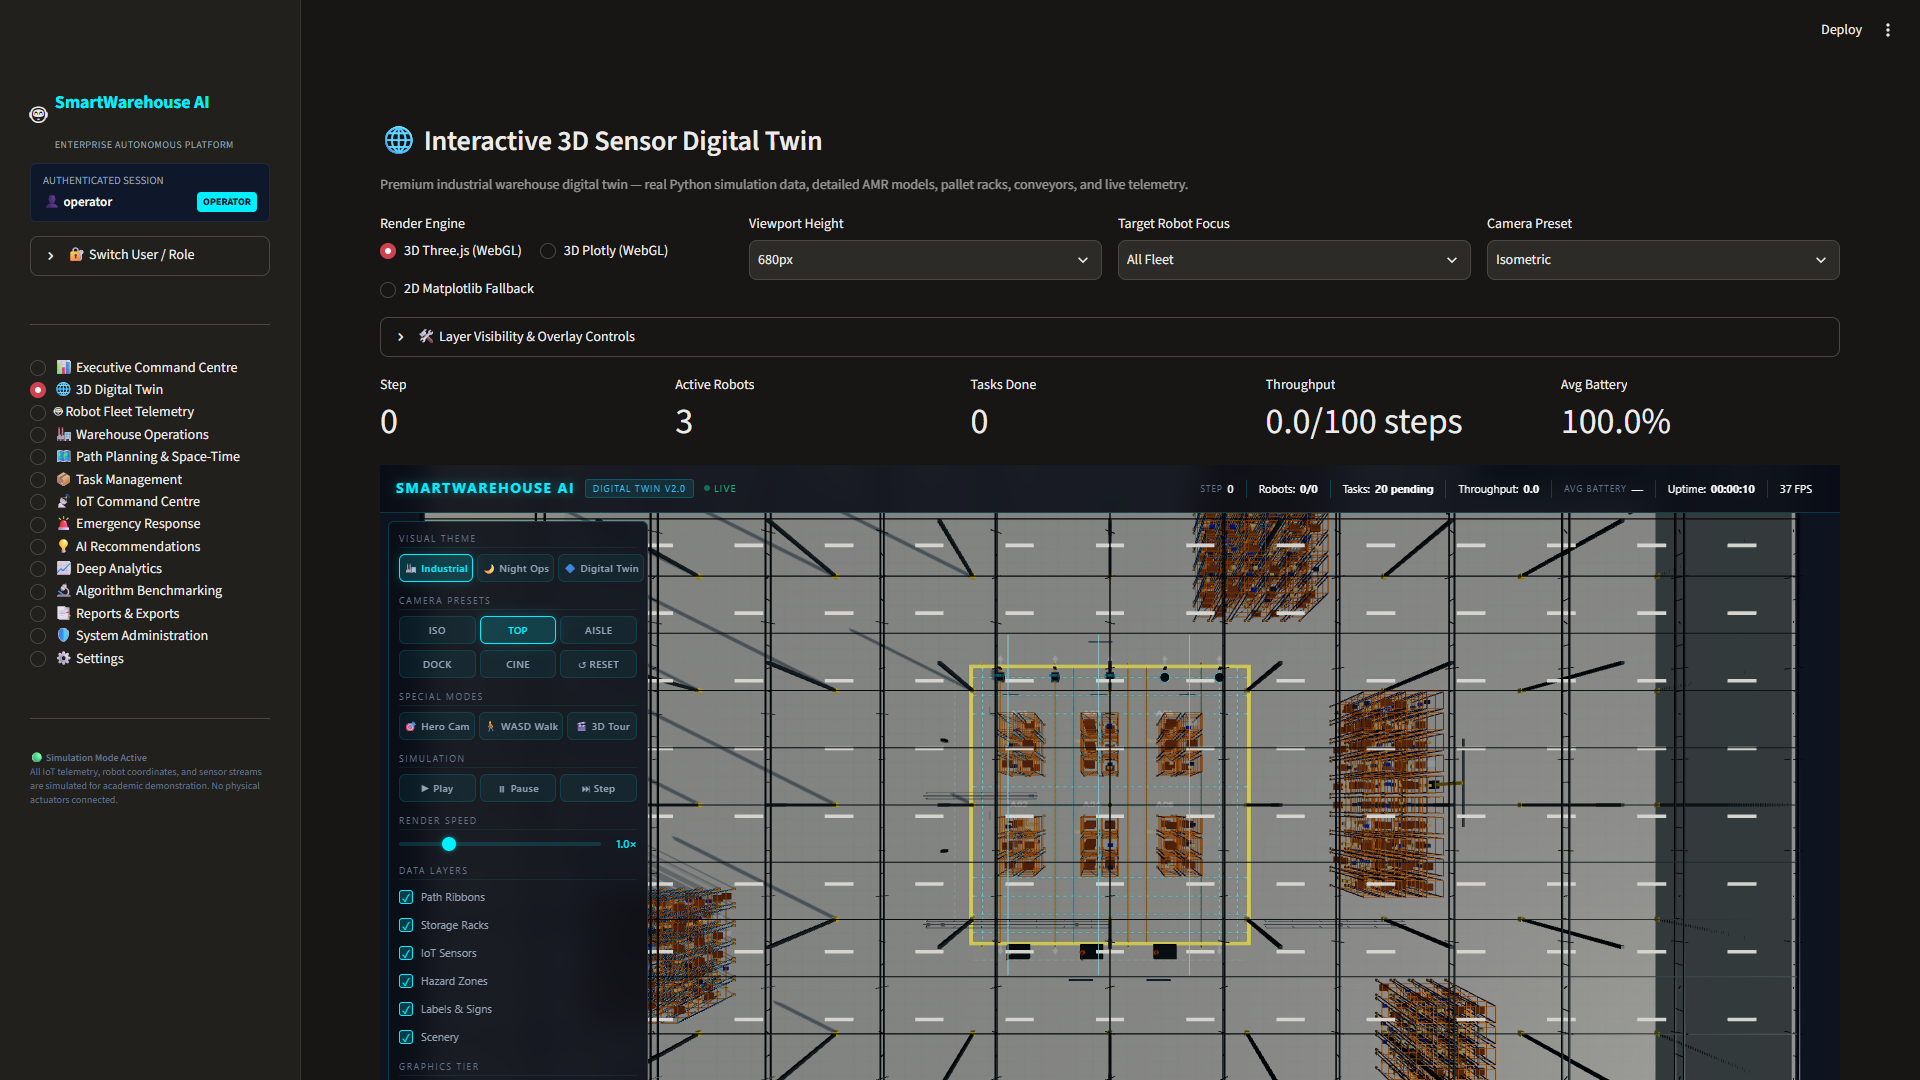 Deploy
SmartWarehouse AI
ENTERPRISE AUTONOMOUS PLATFORM
AUTHENTICATED SESSION
operator
OPERATOR
Switch User / Role
Executive Command Centre
3D Digital Twin
Robot Fleet Telemetry
Warehouse Operations
Path Planning & Space-Time
Task Management
IoT Command Centre
Emergency Response
AI Recommendations
Deep Analytics
Algorithm Benchmarking
Reports & Exports
System Administration
Settings
Simulation Mode Active
All IoT telemetry, robot coordinates, and sensor streams
are simulated for academic demonstration. No physical
actuators connected.
Interactive 3D Sensor Digital Twin
Premium industrial warehouse digital twin — real Python simulation data, detailed AMR models, pallet racks, conveyors, and live telemetry.
Render Engine
3D Three.js (WebGL)
3D Plotly (WebGL)
2D Matplotlib Fallback
Viewport Height
680px
Target Robot Focus
All Fleet
Camera Preset
Isometric
Layer Visibility & Overlay Controls
Step
0
Active Robots
3
Tasks Done
0
Throughput
0.0/100 steps
Avg Battery
100.0%
SMARTWAREHOUSE AI
DIGITAL TWIN V2.0
LIVE
STEP 0
Robots: 0/0
Tasks: 20 pending
Throughput: 0.0
AVG BATTERY —
Uptime: 00:00:10
37 FPS
VISUAL THEME
Industrial
Night Ops
Digital Twin
CAMERA PRESETS
ISO
TOP
AISLE
DOCK
CINE
↺ RESET
SPECIAL MODES
Hero Cam
WASD Walk
3D Tour
SIMULATION
▶ Play
⏸ Pause
⏭ Step
RENDER SPEED
1.0×
DATA LAYERS
Path Ribbons
Storage Racks
IoT Sensors
Hazard Zones
Labels & Signs
Scenery
GRAPHICS TIER